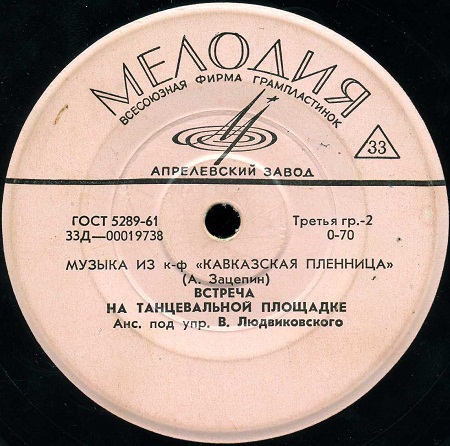 МЕЛОДИЯ
ВСЕСОЮЗНАЯ ФИРМА ГРАМПЛАСТИНОК
33
АПРЕЛЕВСКИЙ ЗАВОД
ГОСТ 5289-61 Третья гр.-2
33Д—00019738 0-70
МУЗЫКА ИЗ к-ф «КАВКАЗСКАЯ ПЛЕННИЦА»
(А. Зацепин)
ВСТРЕЧА
НА ТАНЦЕВАЛЬНОЙ ПЛОЩАДКЕ
Анс. под упр. В. Людвиковского